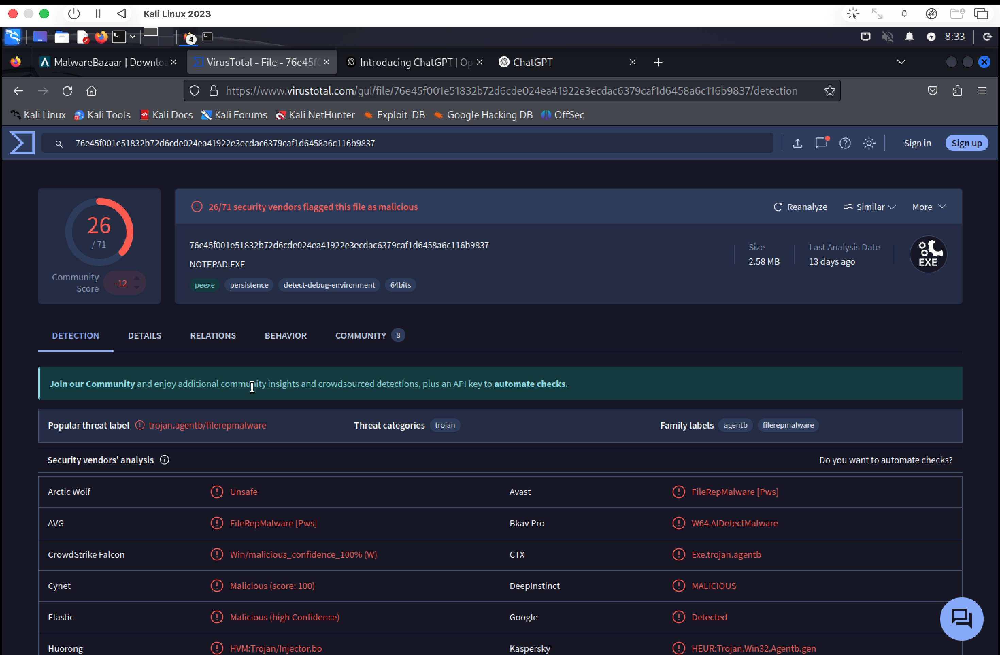 Kali Linux 2023
4
8:33
MalwareBazaar | Downloa
VirusTotal - File - 76e45f0
Introducing ChatGPT | Op
ChatGPT
https://www.virustotal.com/gui/file/76e45f001e51832b72d6cde024ea41922e3ecdac6379caf1d6458a6c116b9837/detection
Kali Linux Kali Tools Kali Docs Kali Forums Kali NetHunter Exploit-DB Google Hacking DB OffSec
76e45f001e51832b72d6cde024ea41922e3ecdac6379caf1d6458a6c116b9837
Sign in Sign up
26
/ 71
Community
Score
-12
26/71 security vendors flagged this file as malicious
Reanalyze Similar More
76e45f001e51832b72d6cde024ea41922e3ecdac6379caf1d6458a6c116b9837
NOTEPAD.EXE
peexe persistence detect-debug-environment 64bits
Size
2.58 MB
Last Analysis Date
13 days ago
EXE
DETECTION DETAILS RELATIONS BEHAVIOR COMMUNITY 8
Join our Community and enjoy additional community insights and crowdsourced detections, plus an API key to automate checks.
Popular threat label trojan.agentb/filerepmalware Threat categories trojan Family labels agentb filerepmalware
Security vendors' analysis Do you want to automate checks?
Arctic Wolf Unsafe Avast FileRepMalware [Pws]
AVG FileRepMalware [Pws] Bkav Pro W64.AIDetectMalware
CrowdStrike Falcon Win/malicious_confidence_100% (W) CTX Exe.trojan.agentb
Cynet Malicious (score: 100) DeepInstinct MALICIOUS
Elastic Malicious (high Confidence) Google Detected
Huorong HVM:Trojan/Injector.bo Kaspersky HEUR:Trojan.Win32.Agentb.gen